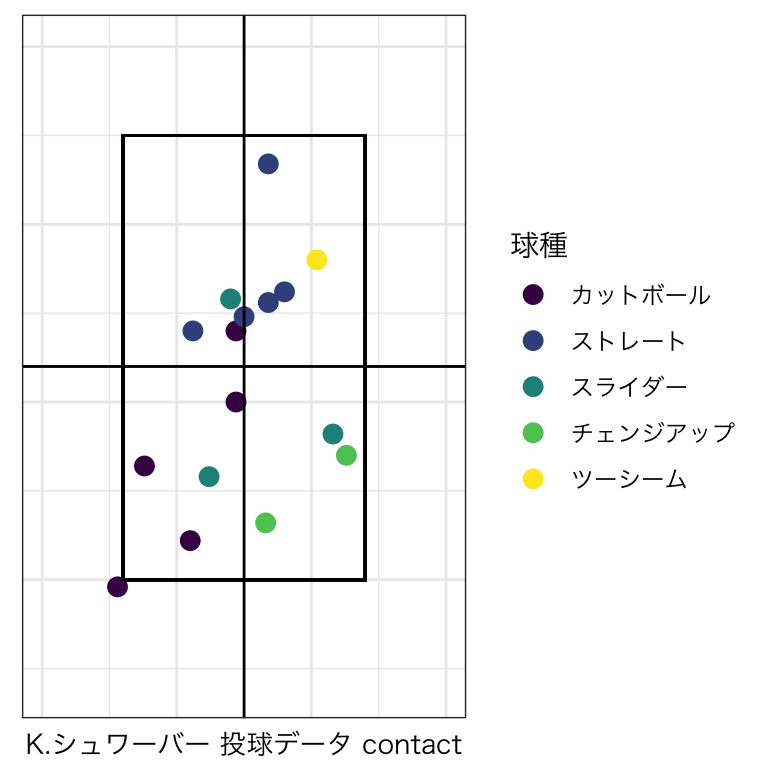 球種
カットボール
ストレート
スライダー
チェンジアップ
ツーシーム
K.シュワーバー 投球データ contact